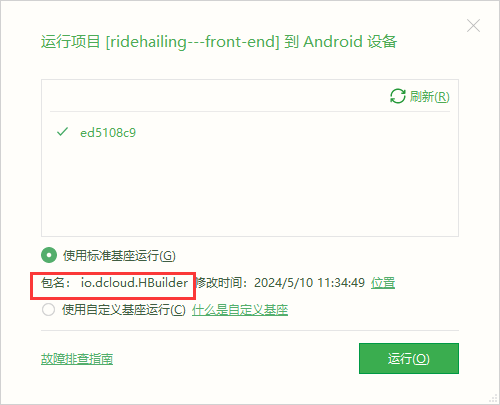 运行项目 [ridehailing---front-end] 到 Android 设备
刷新(R)
ed5108c9
使用标准基座运行(G)
包名： io.dcloud.HBuilder 修改时间：2024/5/10 11:34:49 位置
使用自定义基座运行(C) 什么是自定义基座
故障排查指南
运行(O)